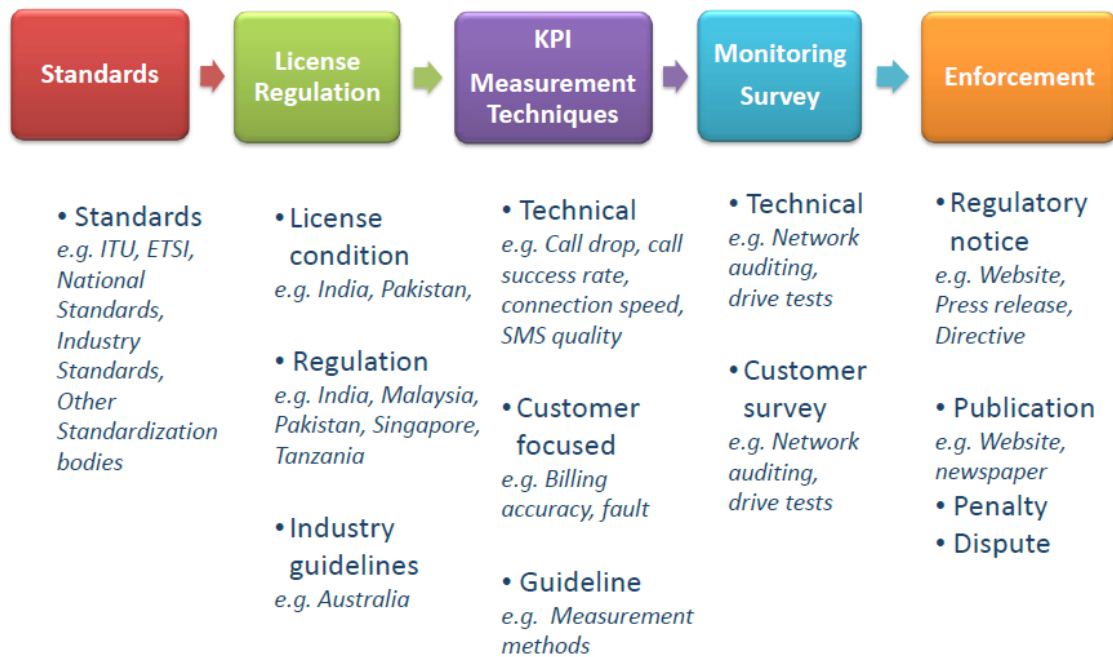 Standards
License
Regulation
KPI
Measurement
Techniques
Monitoring
Survey
Enforcement
• Standards
e.g. ITU, ETSI,
National
Standards,
Industry
Standards,
Other
Standardization
bodies
• License
condition
e.g. India, Pakistan,
• Regulation
e.g. India, Malaysia,
Pakistan, Singapore,
Tanzania
• Industry
guidelines
e.g. Australia
• Technical
e.g. Call drop, call
success rate,
connection speed,
SMS quality
• Customer
focused
e.g. Billing
accuracy, fault
• Guideline
e.g. Measurement
methods
• Technical
e.g. Network
auditing,
drive tests
• Customer
survey
e.g. Network
auditing,
drive tests
• Regulatory
notice
e.g. Website,
Press release,
Directive
• Publication
e.g. Website,
newspaper
• Penalty
• Dispute